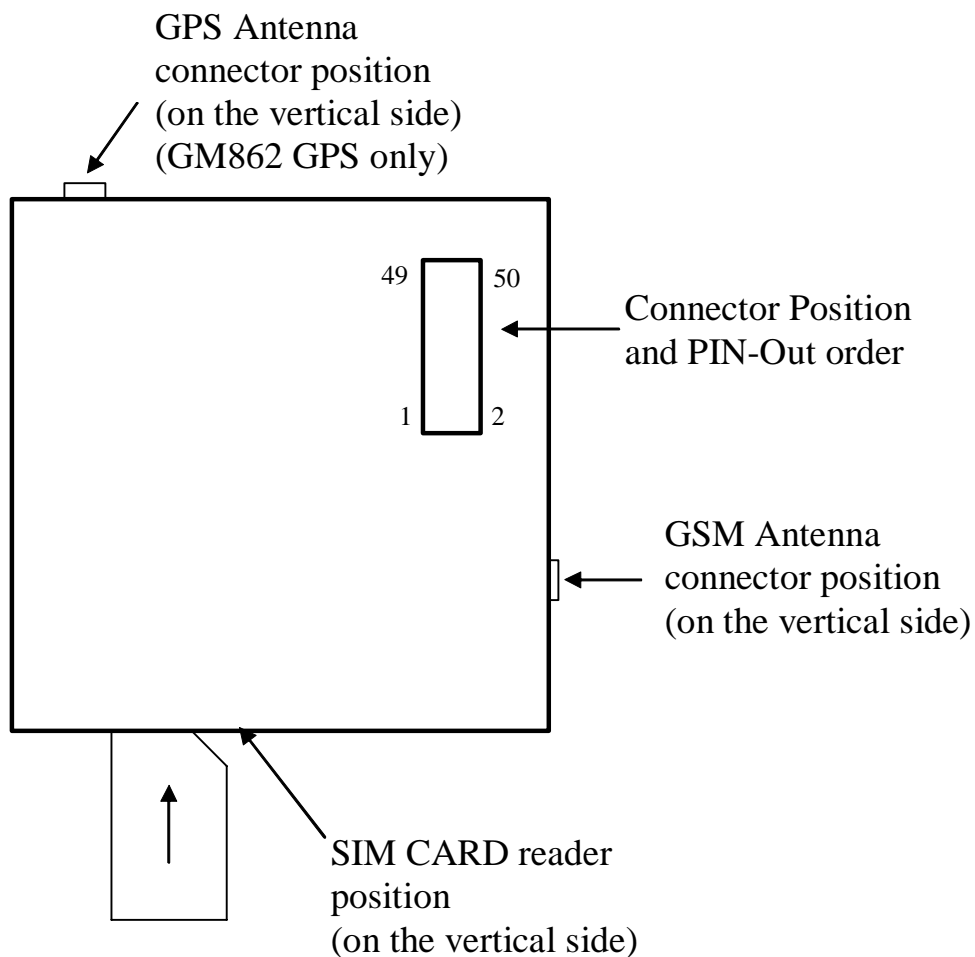 GPS Antenna
connector position
(on the vertical side)
(GM862 GPS only)
49
50
Connector Position
and PIN-Out order
1
2
GSM Antenna
connector position
(on the vertical side)
SIM CARD reader
position
(on the vertical side)